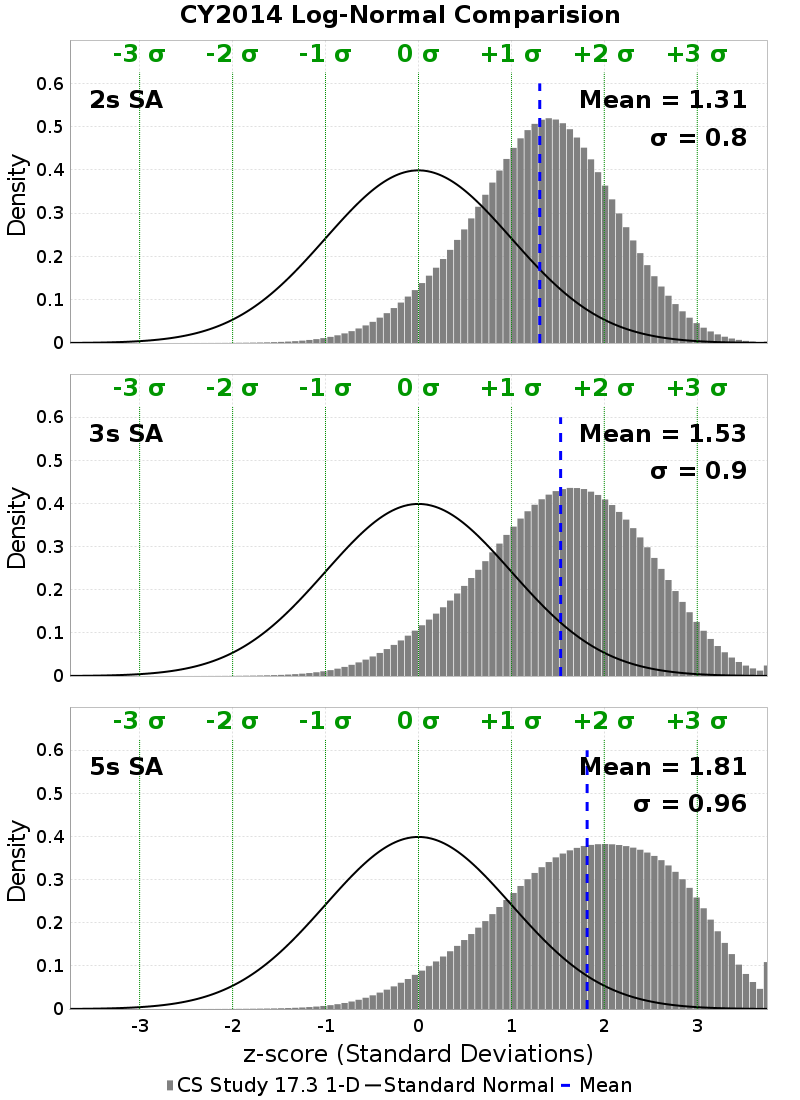 CY2014 Log-Normal Comparision
-3 σ -2 σ -1 σ 0 σ +1 σ +2 σ +3 σ
0.6
2s SA Mean = 1.31
0.5
σ = 0.8
0.4
0.3
0.2
0.1
0
Density
-3 σ -2 σ -1 σ 0 σ +1 σ +2 σ +3 σ
0.6
3s SA Mean = 1.53
0.5
σ = 0.9
0.4
0.3
0.2
0.1
0
Density
-3 σ -2 σ -1 σ 0 σ +1 σ +2 σ +3 σ
0.6
5s SA Mean = 1.81
0.5
σ = 0.96
0.4
0.3
0.2
0.1
0
Density
-3 -2 -1 0 1 2 3
z-score (Standard Deviations)
CS Study 17.3 1-D Standard Normal Mean